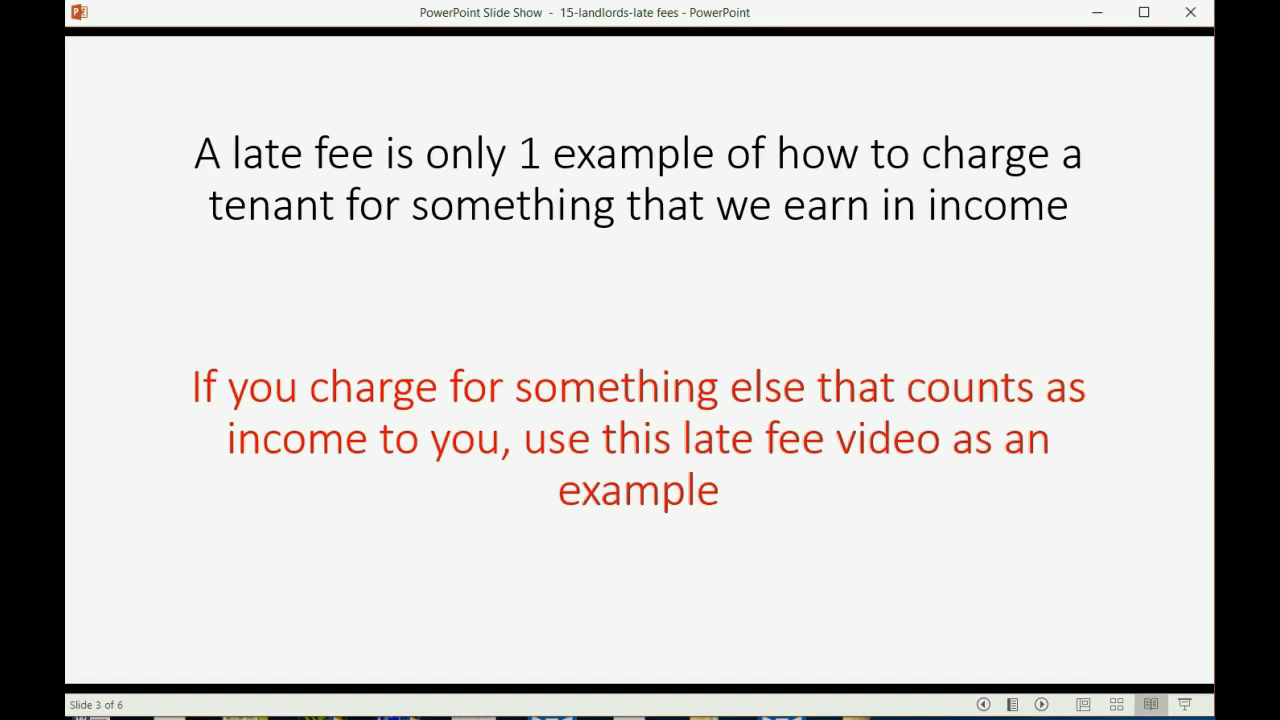 PowerPoint Slide Show - 15-landlords-late fees - PowerPoint
A late fee is only 1 example of how to charge a
tenant for something that we earn in income
If you charge for something else that counts as
income to you, use this late fee video as an
example
Slide 3 of 6